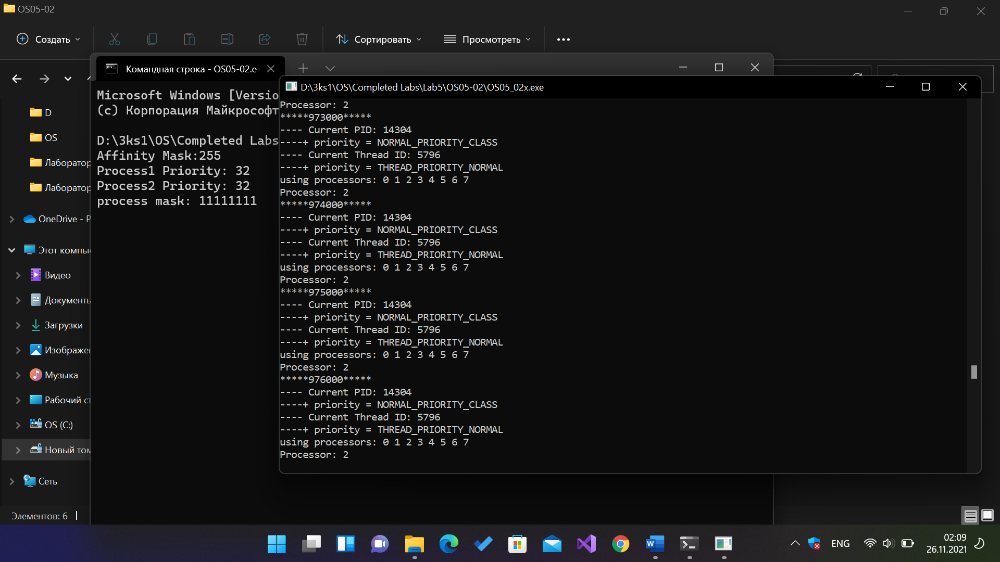 OS05-02
Создать
Сортировать
Просмотреть
Командная строка - OS05-02.e
D:\3ks1\OS\Completed Labs\Lab5\OS05-02\OS05_02x.exe
Microsoft Windows [Versio
(c) Корпорация Майкрософт
D:\3ks1\OS\Completed Labs
Affinity Mask:255
Process1 Priority: 32
Process2 Priority: 32
process mask: 11111111
Processor: 2
*****973000*****
---- Current PID: 14304
----+ priority = NORMAL_PRIORITY_CLASS
---- Current Thread ID: 5796
----+ priority = THREAD_PRIORITY_NORMAL
using processors: 0 1 2 3 4 5 6 7
Processor: 2
*****974000*****
---- Current PID: 14304
----+ priority = NORMAL_PRIORITY_CLASS
---- Current Thread ID: 5796
----+ priority = THREAD_PRIORITY_NORMAL
using processors: 0 1 2 3 4 5 6 7
Processor: 2
*****975000*****
---- Current PID: 14304
----+ priority = NORMAL_PRIORITY_CLASS
---- Current Thread ID: 5796
----+ priority = THREAD_PRIORITY_NORMAL
using processors: 0 1 2 3 4 5 6 7
Processor: 2
*****976000*****
---- Current PID: 14304
----+ priority = NORMAL_PRIORITY_CLASS
---- Current Thread ID: 5796
----+ priority = THREAD_PRIORITY_NORMAL
using processors: 0 1 2 3 4 5 6 7
Processor: 2
D
OS
Лаборатор
Лаборатор
OneDrive - P
Этот компьн
Видео
Документь
Загрузки
Изображен
Музыка
Рабочий ст
OS (C:)
Новый том
Сеть
Элементов: 6
ENG
02:09
26.11.2021